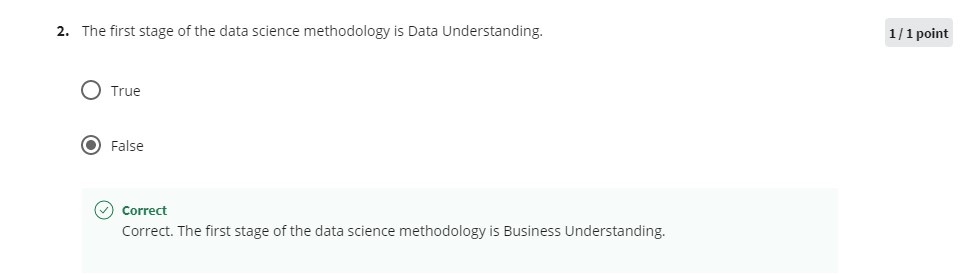 2. The first stage of the data science methodology is Data Understanding.
1 / 1 point
True
False
Correct
Correct. The first stage of the data science methodology is Business Understanding.